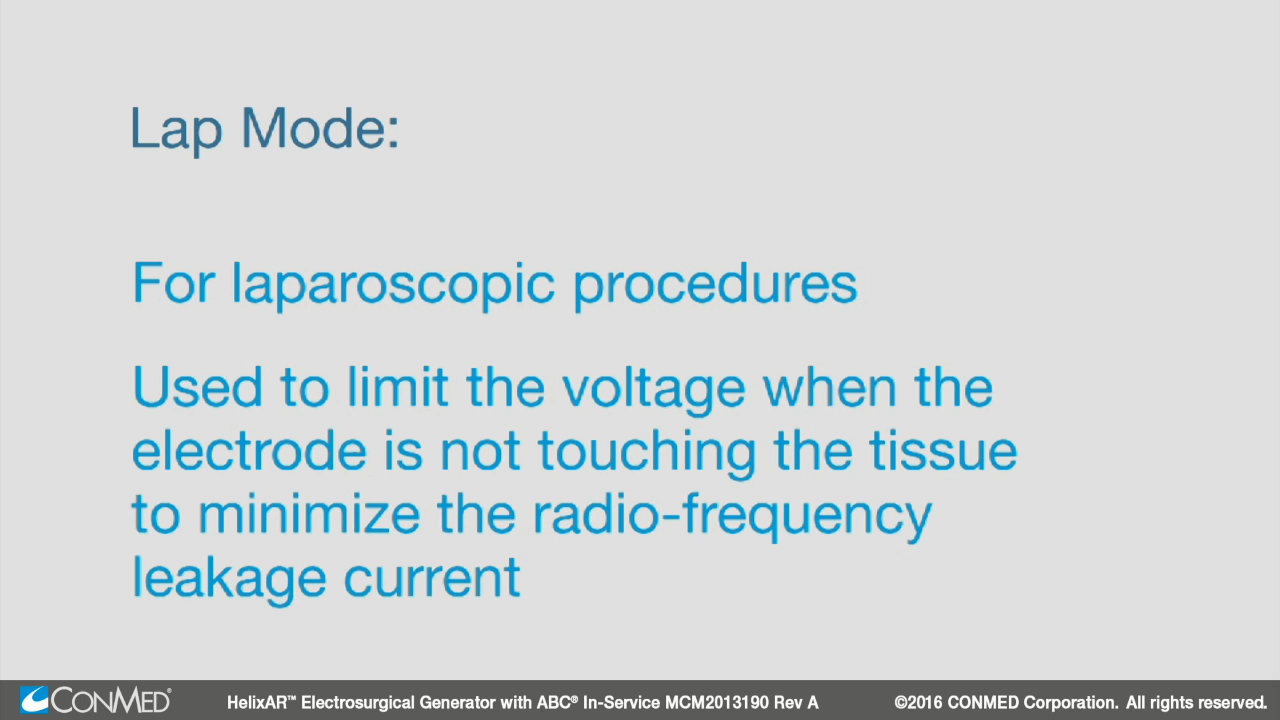 Lap Mode:
For laparoscopic procedures
Used to limit the voltage when the
electrode is not touching the tissue
to minimize the radio-frequency
leakage current
CONMED® HelixAR™ Electrosurgical Generator with ABC® In-Service MCM2013190 Rev A ©2016 CONMED Corporation. All rights reserved.